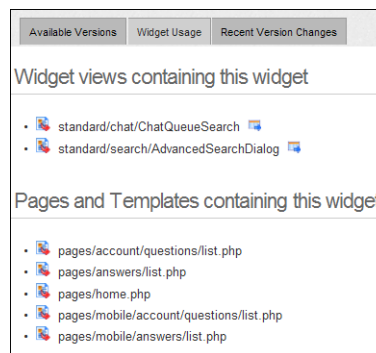 Available Versions Widget Usage Recent Version Changes
Widget views containing this widget
standard/chat/ChatQueueSearch
standard/search/AdvancedSearchDialog
Pages and Templates containing this widget
pages/account/questions/list.php
pages/answers/list.php
pages/home.php
pages/mobile/account/questions/list.php
pages/mobile/answers/list.php